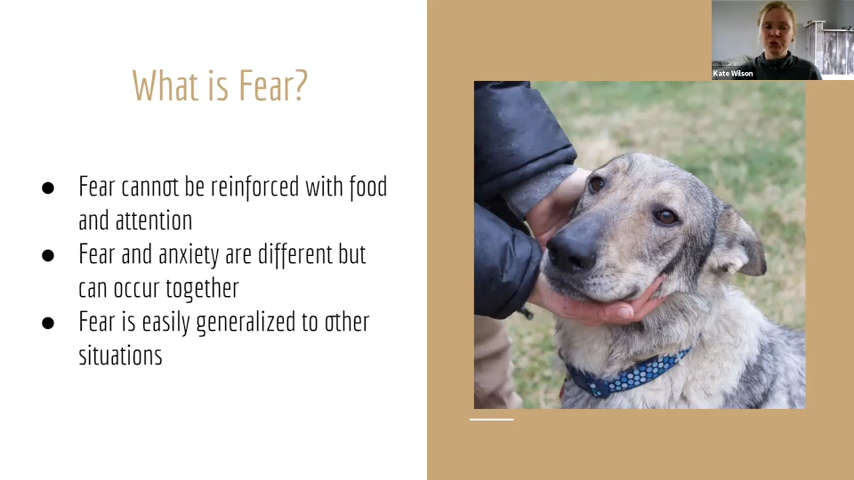 What is Fear?
● Fear cannot be reinforced with food
and attention
● Fear and anxiety are different but
can occur together
● Fear is easily generalized to other
situations
Kate Wilson